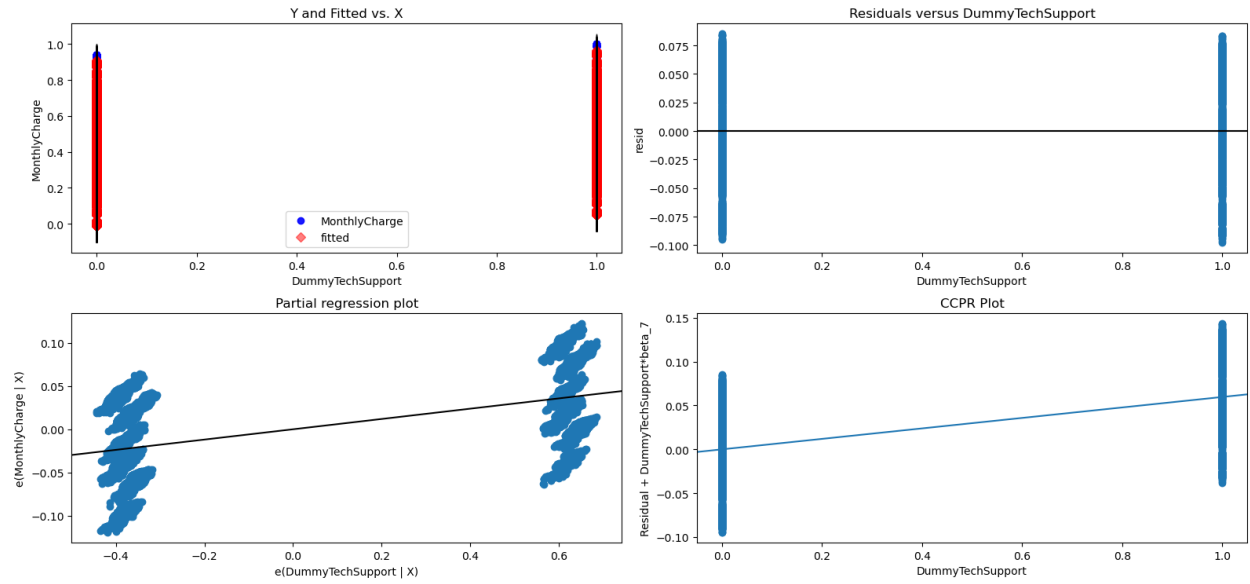 Y and Fitted vs. X
MonthlyCharge
1.0
0.8
0.6
0.4
0.2
0.0
MonthlyCharge
fitted
0.0 0.2 0.4 0.6 0.8 1.0
DummyTechSupport
Residuals versus DummyTechSupport
resid
0.075
0.050
0.025
0.000
−0.025
−0.050
−0.075
−0.100
0.0 0.2 0.4 0.6 0.8 1.0
DummyTechSupport
Partial regression plot
e(MonthlyCharge | X)
0.10
0.05
0.00
−0.05
−0.10
−0.4 −0.2 0.0 0.2 0.4 0.6
e(DummyTechSupport | X)
CCPR Plot
Residual + DummyTechSupport*beta_7
0.15
0.10
0.05
0.00
−0.05
−0.10
0.0 0.2 0.4 0.6 0.8 1.0
DummyTechSupport